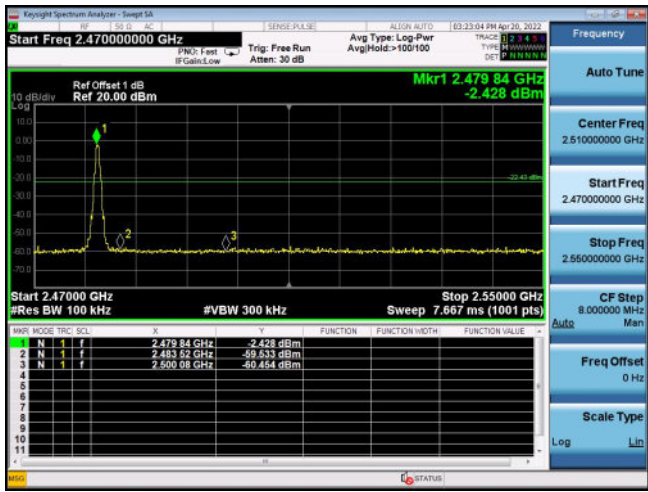 Keysight Spectrum Analyzer - Swept SA
RF 50 Ω AC SENSE:PULSE ALIGN AUTO 03:23:04 PM Apr 20, 2022
Start Freq 2.470000000 GHz
PNO: Fast
IFGain:Low
Trig: Free Run
Atten: 30 dB
Avg Type: Log-Pwr
Avg|Hold:>100/100
TRACE 1 2 3 4 5 6
TYPE M W W W W W
DET P N N N N N
Frequency
Auto Tune
Center Freq
2.510000000 GHz
Start Freq
2.470000000 GHz
Stop Freq
2.550000000 GHz
CF Step
8.000000 MHz
Auto Man
Freq Offset
0 Hz
Scale Type
Log Lin
Mkr1 2.479 84 GHz
-2.428 dBm
Ref Offset 1 dB
10 dB/div Ref 20.00 dBm
Log
10.0
0.00
-10.0
-20.0
-30.0
-40.0
-50.0
-60.0
-70.0
1
2
3
-22.43 dBm
Start 2.47000 GHz Stop 2.55000 GHz
#Res BW 100 kHz #VBW 300 kHz Sweep 7.667 ms (1001 pts)
MKR MODE TRC SCL X Y FUNCTION FUNCTION WIDTH FUNCTION VALUE
1 N 1 f 2.479 84 GHz -2.428 dBm
2 N 1 f 2.483 52 GHz -59.533 dBm
3 N 1 f 2.500 08 GHz -60.454 dBm
4
5
6
7
8
9
10
11
MSG STATUS